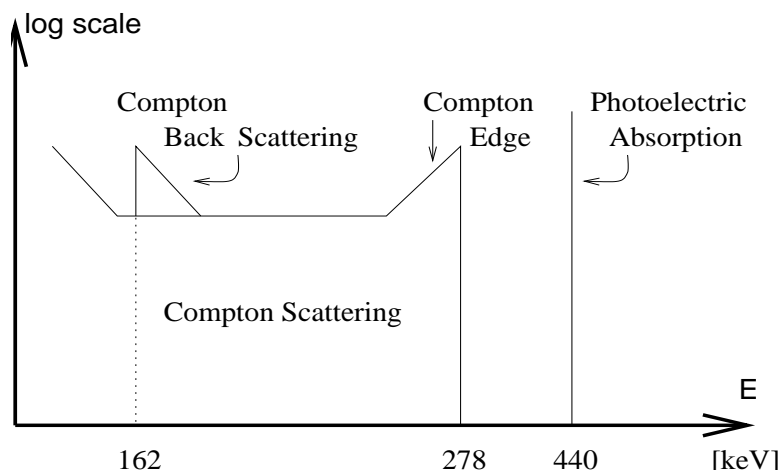 log scale
Compton
Back Scattering
Compton
Edge
Photoelectric
Absorption
Compton Scattering
E
162
278
440
[keV]